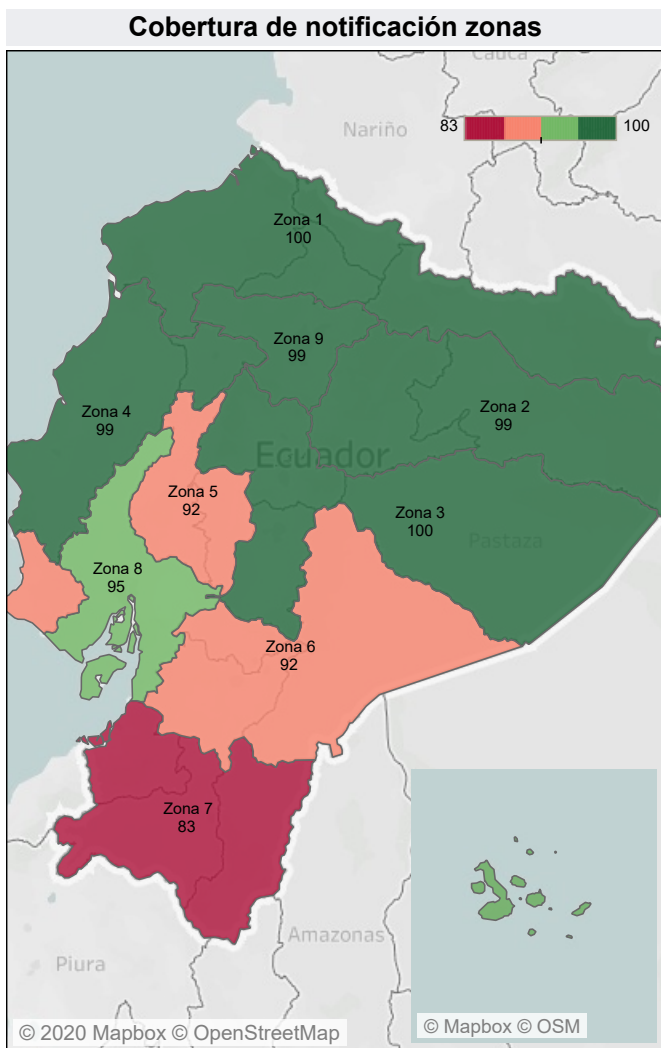 Cobertura de notificación zonas
Cauca
Nariño
83
100
Zona 1
100
Zona 9
99
Zona 4
99
Zona 2
99
Ecuador
Zona 5
92
Zona 3
100
Pastaza
Zona 8
95
Zona 6
92
Zona 7
83
Amazonas
Piura
© 2020 Mapbox © OpenStreetMap
© Mapbox © OSM